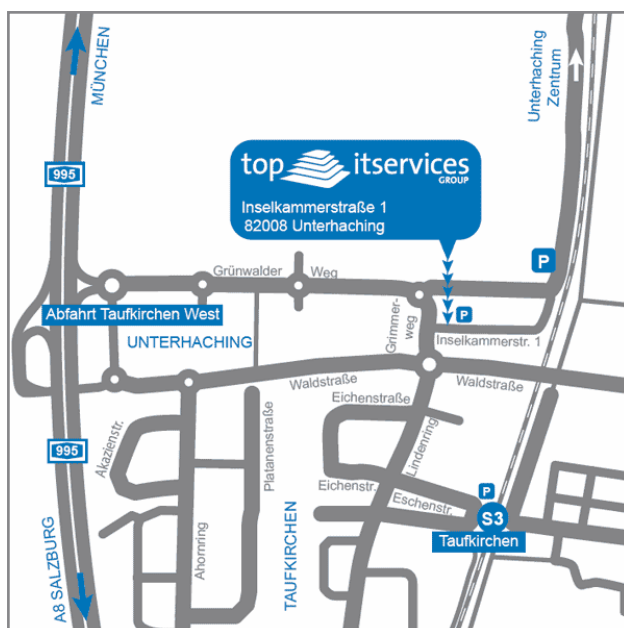 MÜNCHEN
Unterhaching
Zentrum
995
top itservices
GROUP
Inselkammerstraße 1
82008 Unterhaching
P
Grünwalder Weg
Abfahrt Taufkirchen West
P
UNTERHACHING
Grimmer-
weg
Inselkammerstr. 1
Waldstraße
Waldstraße
Eichenstraße
Akazienstr.
Platanenstraße
Lindenring
995
Eichenstr.
Eschenstr.
P
S3
Taufkirchen
TAUFKIRCHEN
Ahornring
A8 SALZBURG